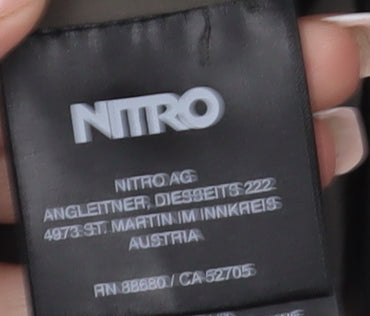 NITRO
NITRO AG
ANGLEITNER, DIESSEITS 222
4973 ST. MARTIN IM INNKREIS
AUSTRIA
RN 88680 / CA 52705